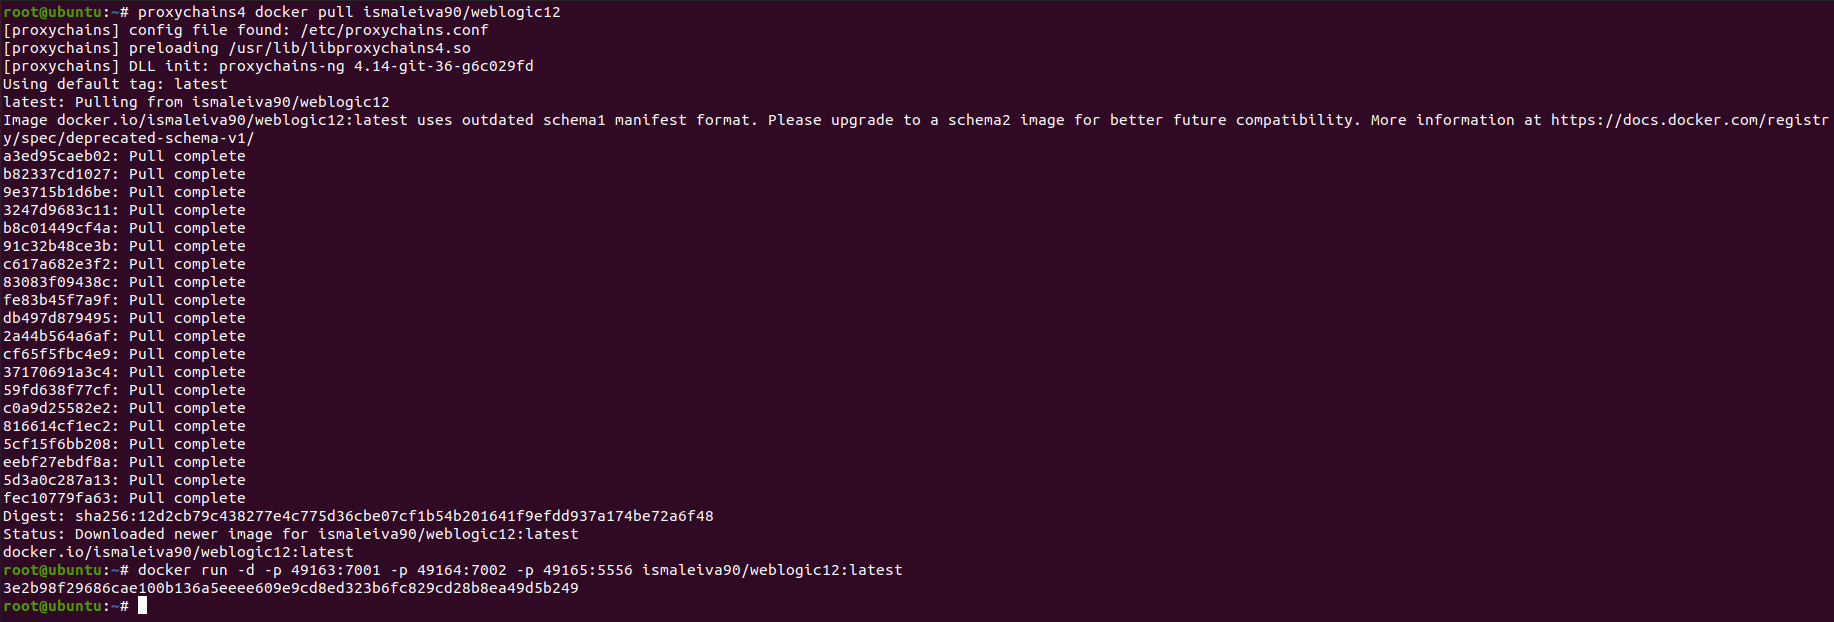 root@ubuntu:~# proxychains4 docker pull ismaleiva90/weblogic12
[proxychains] config file found: /etc/proxychains.conf
[proxychains] preloading /usr/lib/libproxychains4.so
[proxychains] DLL init: proxychains-ng 4.14-git-36-g6c029fd
Using default tag: latest
latest: Pulling from ismaleiva90/weblogic12
Image docker.io/ismaleiva90/weblogic12:latest uses outdated schema1 manifest format. Please upgrade to a schema2 image for better future compatibility. More information at https://docs.docker.com/registr
y/spec/deprecated-schema-v1/
a3ed95caeb02: Pull complete
b82337cd1027: Pull complete
9e3715b1d6be: Pull complete
3247d9683c11: Pull complete
b8c01449cf4a: Pull complete
91c32b48ce3b: Pull complete
c617a682e3f2: Pull complete
83083f09438c: Pull complete
fe83b45f7a9f: Pull complete
db497d879495: Pull complete
2a44b564a6af: Pull complete
cf65f5fbc4e9: Pull complete
37170691a3c4: Pull complete
59fd638f77cf: Pull complete
c0a9d25582e2: Pull complete
816614cf1ec2: Pull complete
5cf15f6bb208: Pull complete
eebf27ebdf8a: Pull complete
5d3a0c287a13: Pull complete
fec10779fa63: Pull complete
Digest: sha256:12d2cb79c438277e4c775d36cbe07cf1b54b201641f9efdd937a174be72a6f48
Status: Downloaded newer image for ismaleiva90/weblogic12:latest
docker.io/ismaleiva90/weblogic12:latest
root@ubuntu:~# docker run -d -p 49163:7001 -p 49164:7002 -p 49165:5556 ismaleiva90/weblogic12:latest
3e2b98f29686cae100b136a5eeee609e9cd8ed323b6fc829cd28b8ea49d5b249
root@ubuntu:~#